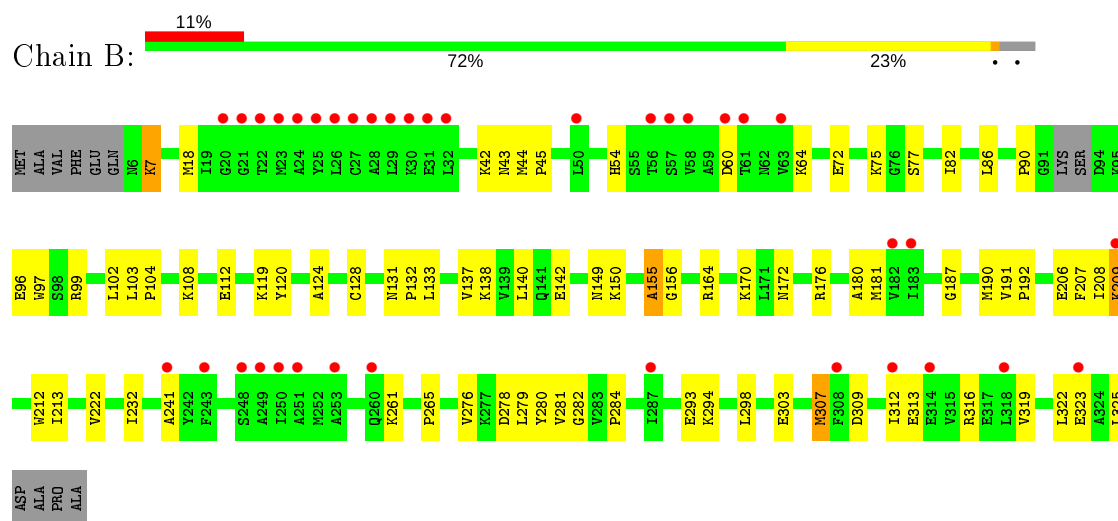 11%
Chain B:
72% 23% • •
MET ALA VAL PHE GLU GLN N6 K7 M18 I19 G20 G21 T22 M23 A24 Y25 L26 C27 A28 L29 K30 E31 L32 K42 N43 M44 P45 L50 H54 S55 T56 S57 V58 A59 D60 T61 N62 V63 K64 E72 K75 G76 S77 I82 L86 P90 G91 LYS SER D94 K95
E96 W97 S98 R99 L102 L103 P104 K108 E112 K119 Y120 A124 C128 N131 P132 L133 V137 K138 V139 L140 Q141 E142 N149 K150 A155 G156 R164 K170 L171 N172 R176 A180 M181 V182 I183 G187 M190 V191 P192 E206 F207 I208 K209
W212 I213 V222 I232 A241 Y242 F243 S248 A249 I250 A251 M252 A253 Q260 K261 P265 V276 K277 D278 L279 Y280 V281 G282 V283 P284 I287 E293 K294 L298 E303 M307 F308 D309 I312 E313 E314 V315 R316 E317 L318 V319 L322 E323 A324 L325
ASP ALA PRO ALA